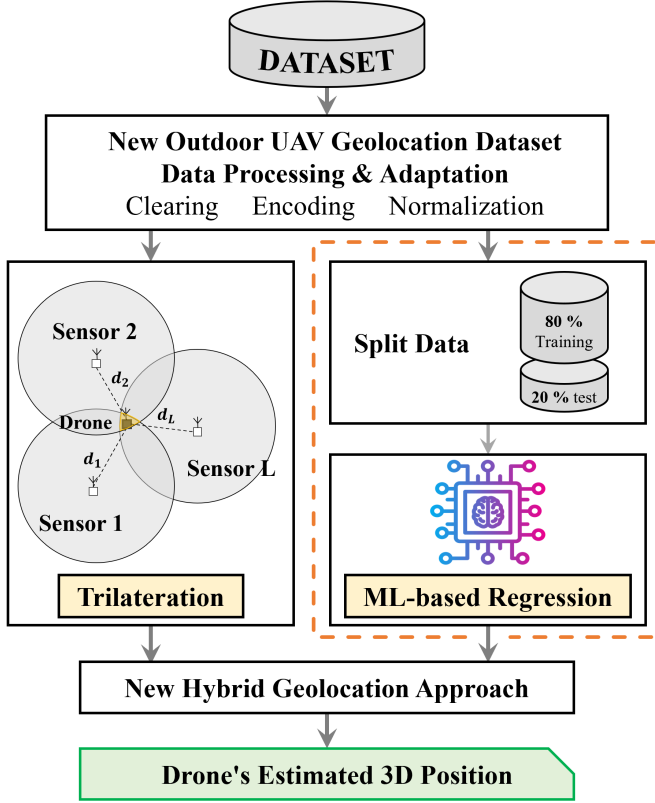 DATASET
New Outdoor UAV Geolocation Dataset
Data Processing & Adaptation
Clearing Encoding Normalization
Sensor 2
d₂
Drone
d_L
d₁
Sensor L
Sensor 1
Trilateration
Split Data
80 %
Training
20 % test
ML-based Regression
New Hybrid Geolocation Approach
Drone's Estimated 3D Position